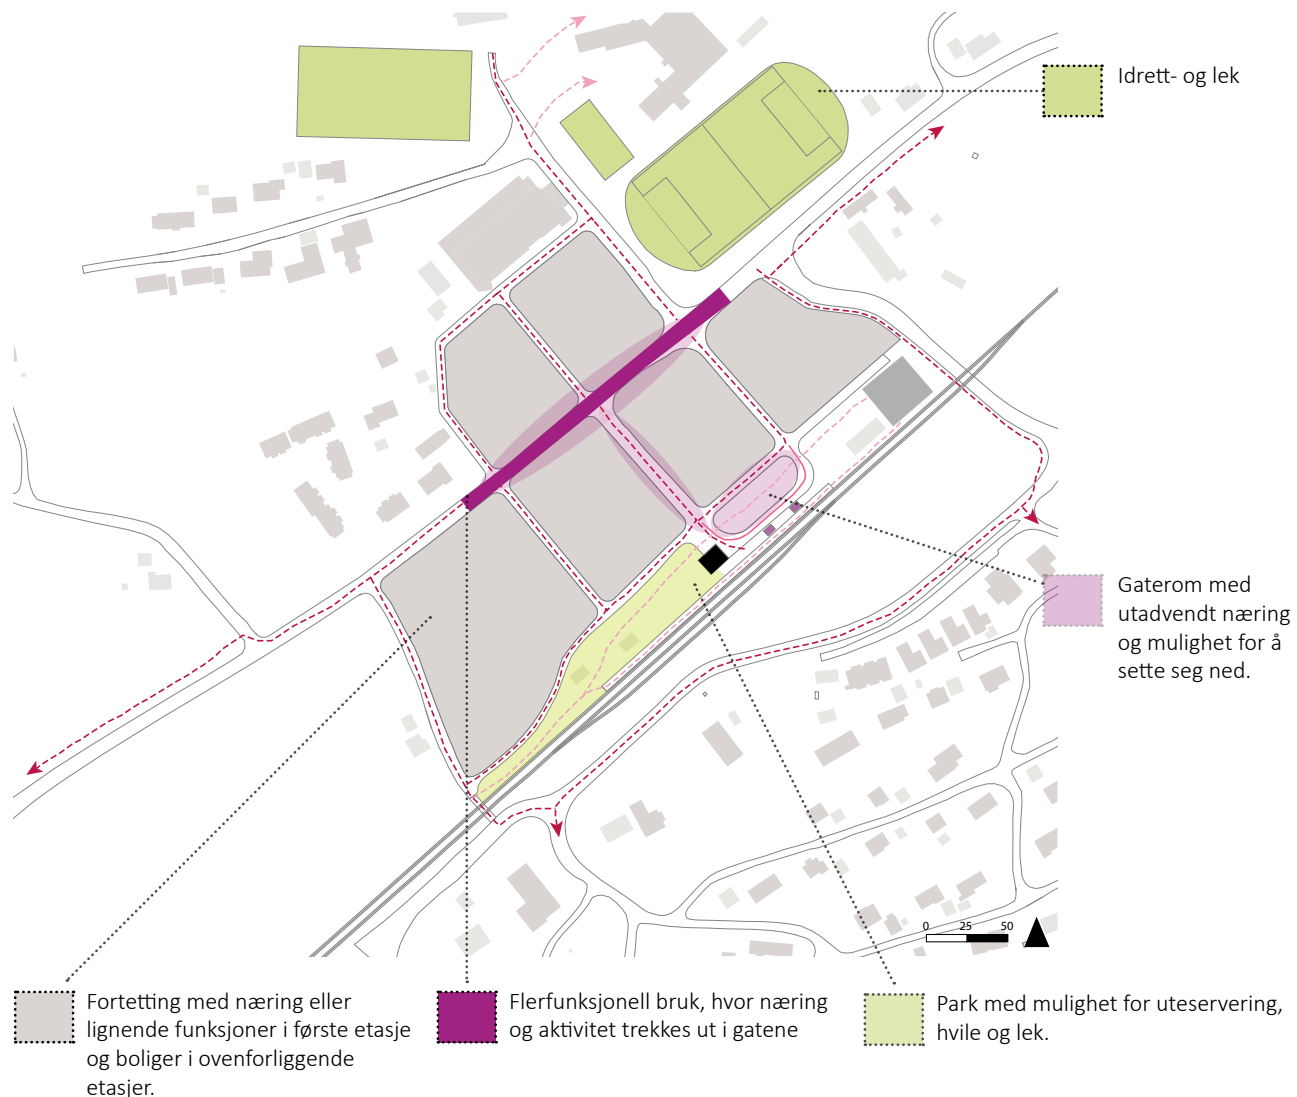 Idrett- og lek
Gaterom med
utadvendt næring
og mulighet for å
sette seg ned.
0 25 50
Fortetting med næring eller
lignende funksjoner i første etasje
og boliger i ovenforliggende
etasjer.
Flerfunksjonell bruk, hvor næring
og aktivitet trekkes ut i gatene
Park med mulighet for uteservering,
hvile og lek.